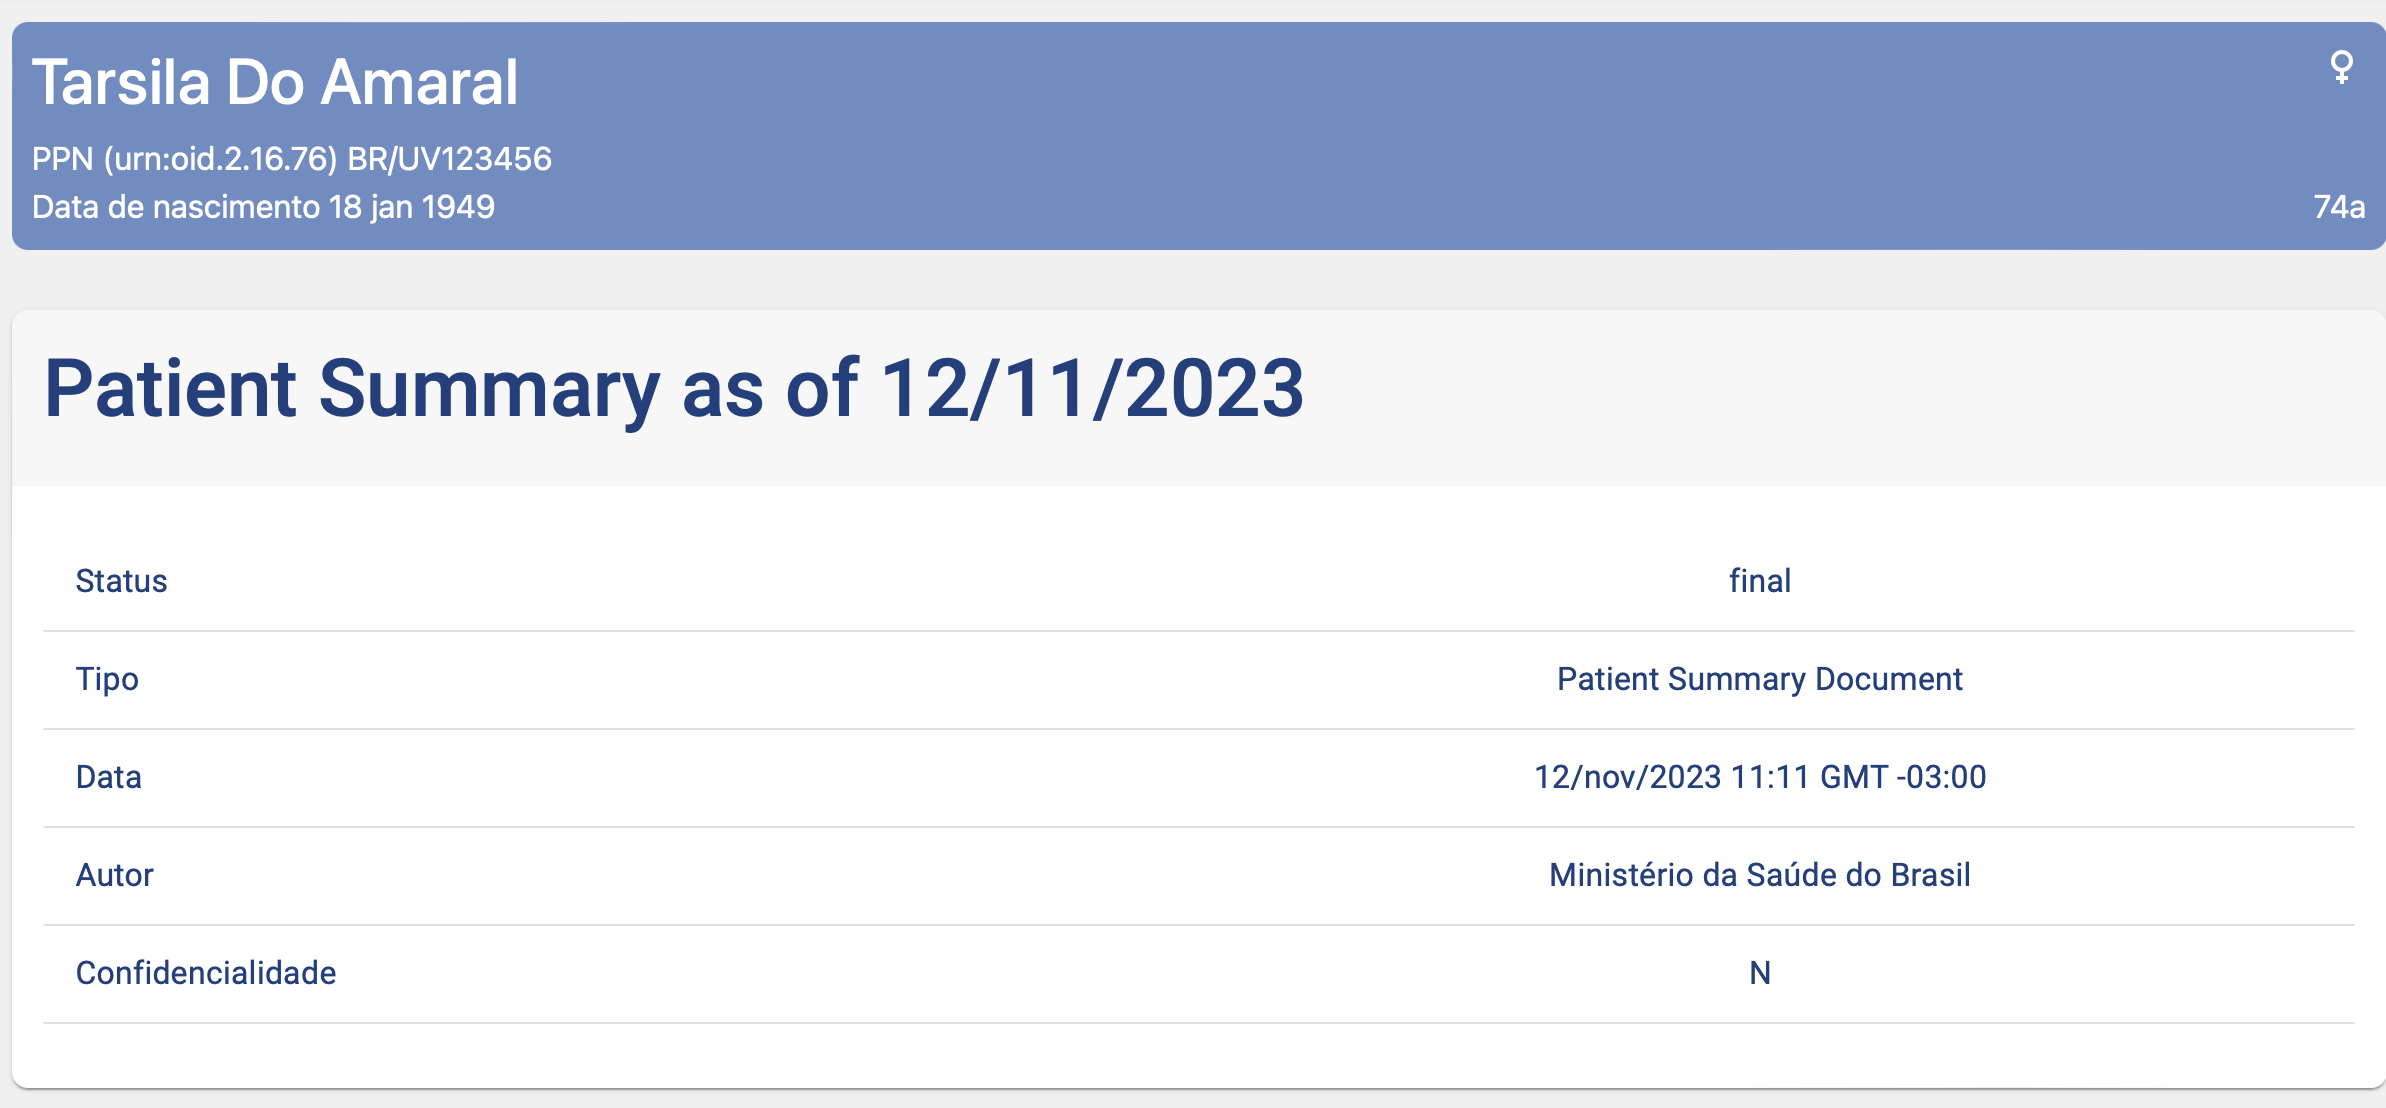 Tarsila Do Amaral
PPN (urn:oid.2.16.76) BR/UV123456
Data de nascimento 18 jan 1949
74a
Patient Summary as of 12/11/2023
Status final
Tipo Patient Summary Document
Data 12/nov/2023 11:11 GMT -03:00
Autor Ministério da Saúde do Brasil
Confidencialidade N